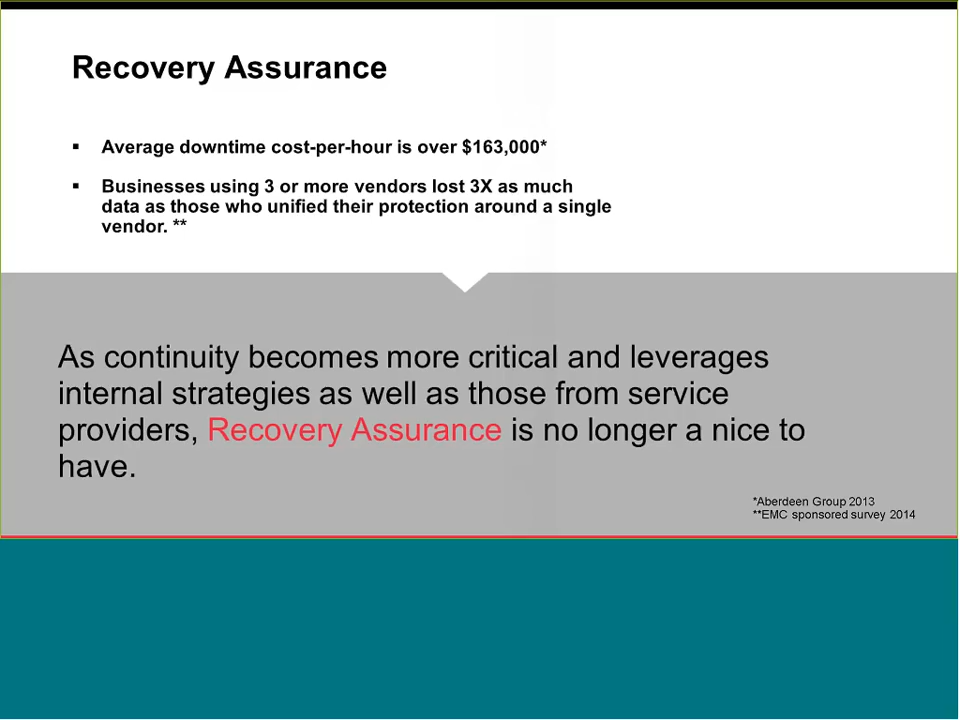 Recovery Assurance
▪ Average downtime cost-per-hour is over $163,000*
▪ Businesses using 3 or more vendors lost 3X as much
data as those who unified their protection around a single
vendor. **
As continuity becomes more critical and leverages
internal strategies as well as those from service
providers, Recovery Assurance is no longer a nice to
have.
*Aberdeen Group 2013
**EMC sponsored survey 2014